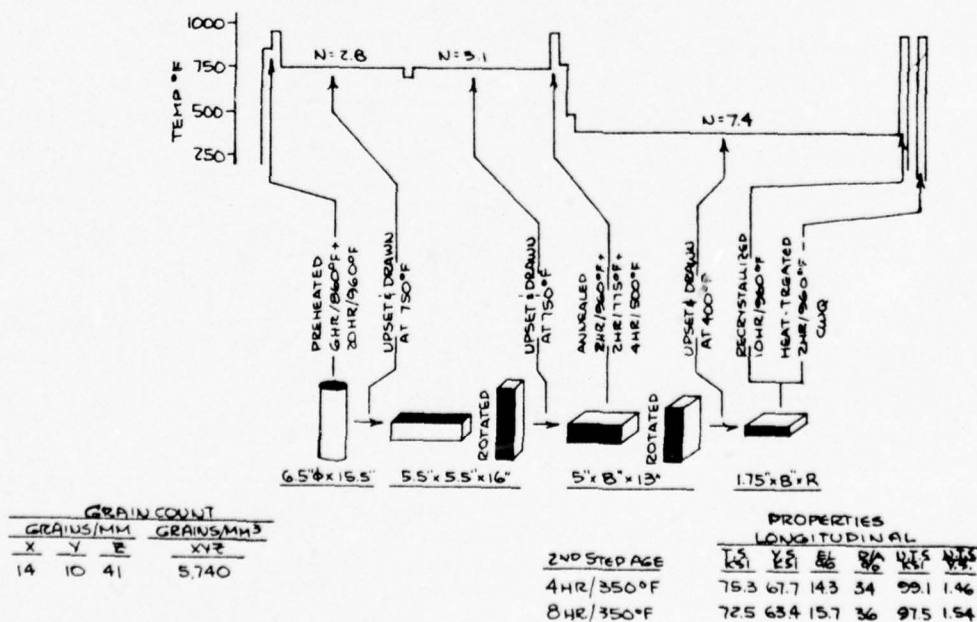 1000
750
500
250
TEMP °F
N=2.8
N=3.1
N=7.4
PREHEATED
6HR/860°F +
20HR/960°F
UPSET & DRAWN
AT 750°F
UPSET & DRAWN
AT 750°F
ANNEALED
2HR/960°F +
2HR/775°F +
4HR/500°F
UPSET & DRAWN
AT 400°F
RECRYSTALLIZED
10HR/960°F
HEAT-TREATED
2HR/960°F
CWQ
ROTATED
ROTATED
6.5"Φ x 15.5"
5.5" x 5.5" x 16"
5" x 8" x 13"
1.75" x 8" x R
GRAIN COUNT
GRAINS/MM GRAINS/MM³
X Y Z XYZ
14 10 41 5,740
PROPERTIES
LONGITUDINAL
2ND STEP AGE T.S. KSI Y.S. KSI EL % R/A % N.T.S. KSI N.T.S. Y.S.
4HR/350°F 75.3 67.7 14.3 34 99.1 1.46
8HR/350°F 72.5 63.4 15.7 36 97.5 1.54